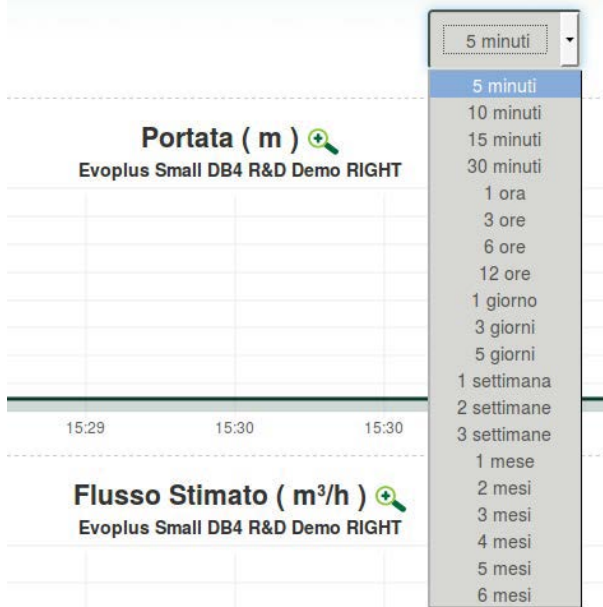 5 minuti
5 minuti
10 minuti
15 minuti
30 minuti
1 ora
3 ore
6 ore
12 ore
1 giorno
3 giorni
5 giorni
1 settimana
2 settimane
3 settimane
1 mese
2 mesi
3 mesi
4 mesi
5 mesi
6 mesi
Portata ( m )
Evoplus Small DB4 R&D Demo RIGHT
15:29 15:30 15:30
Flusso Stimato ( m³/h )
Evoplus Small DB4 R&D Demo RIGHT